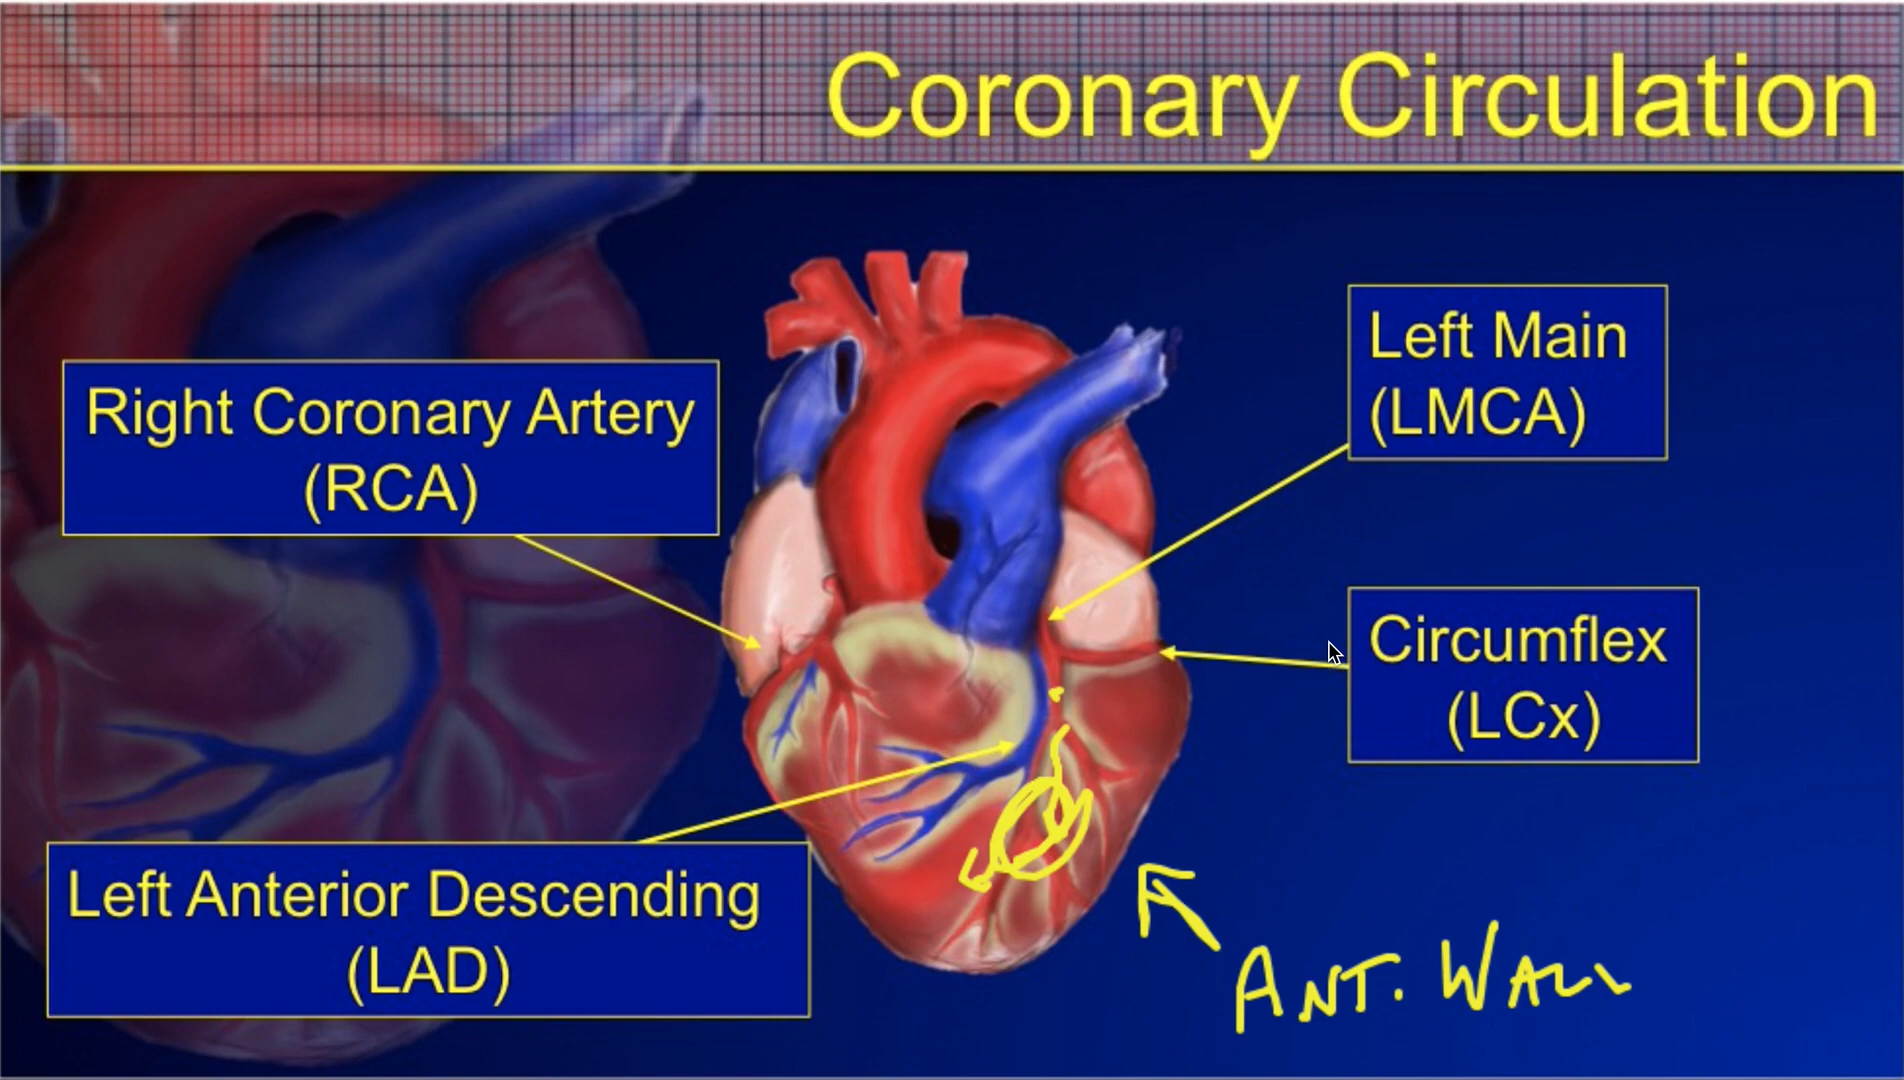 Coronary Circulation
Left Main
(LMCA)
Right Coronary Artery
(RCA)
Circumflex
(LCx)
Left Anterior Descending
(LAD)
ANT. WALL